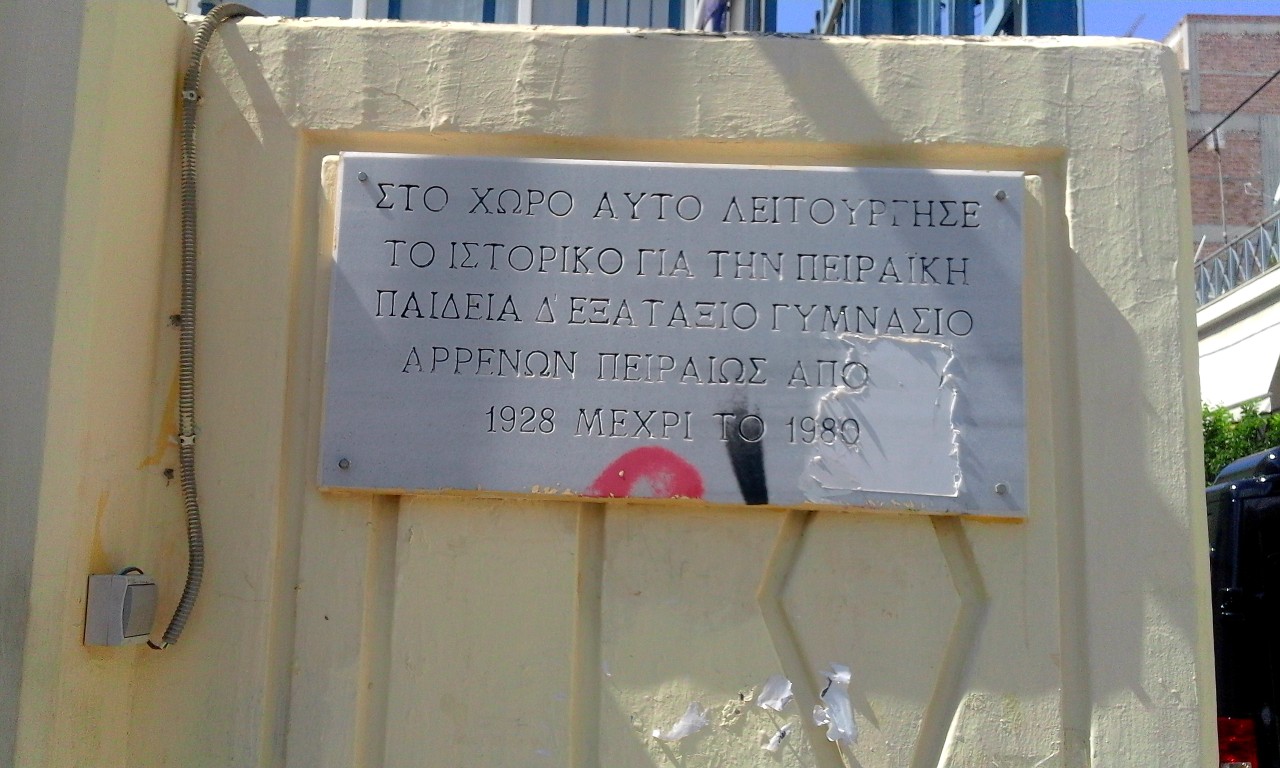 ΣΤΟ ΧΩΡΟ ΑΥΤΟ ΛΕΙΤΟΥΡΓΗΣΕ
ΤΟ ΙΣΤΟΡΙΚΟ ΓΙΑ ΤΗΝ ΠΕΙΡΑΪΚΗ
ΠΑΙΔΕΙΑ Δ' ΕΞΑΤΑΞΙΟ ΓΥΜΝΑΣΙΟ
ΑΡΡΕΝΩΝ ΠΕΙΡΑΙΩΣ ΑΠΟ
1928 ΜΕΧΡΙ ΤΟ 1980